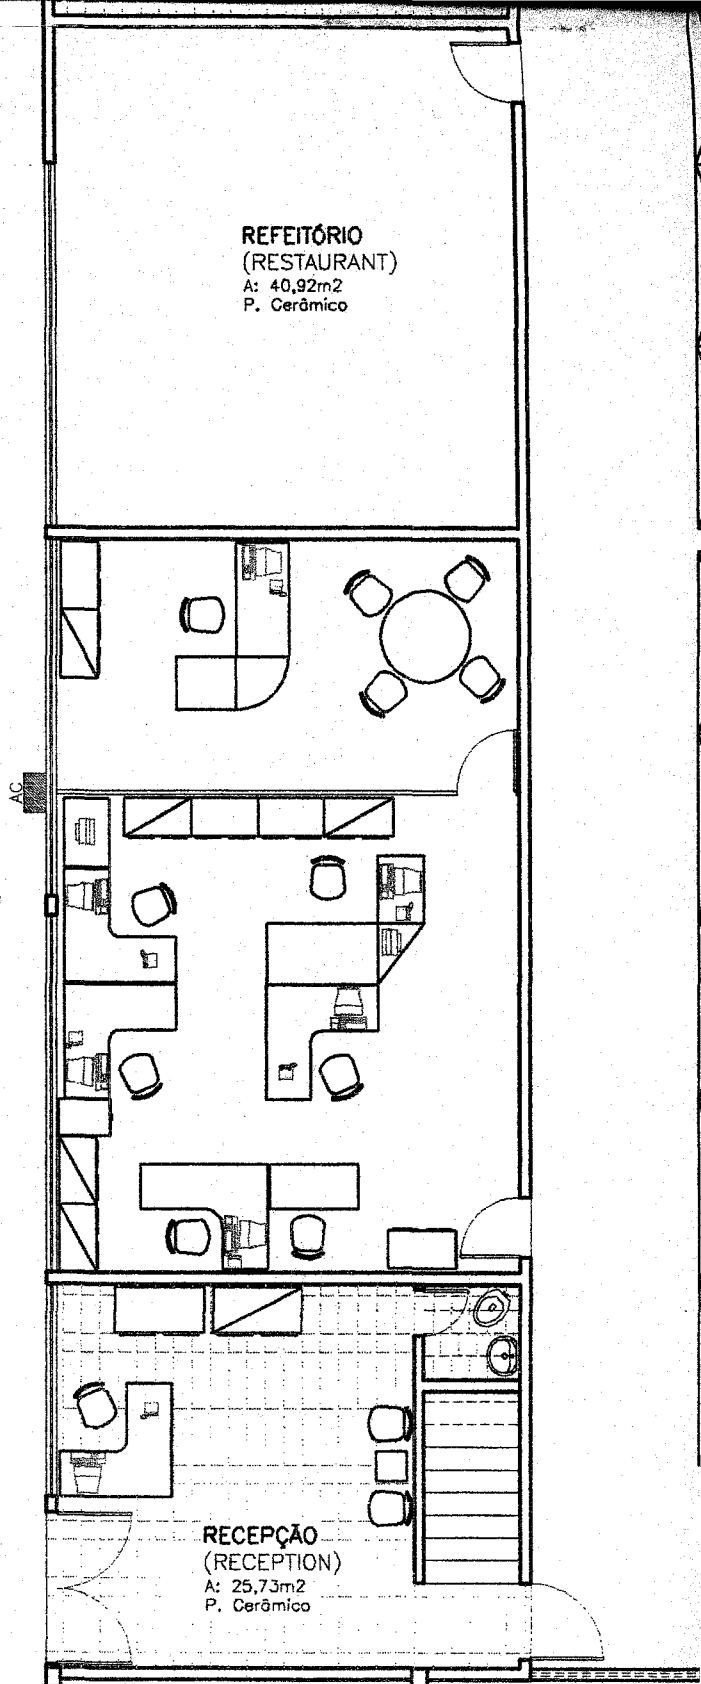 REFEITÓRIO
(RESTAURANT)
A: 40,92m2
P. Cerâmico
AC
RECEPÇÃO
(RECEPTION)
A: 25,73m2
P. Cerâmico